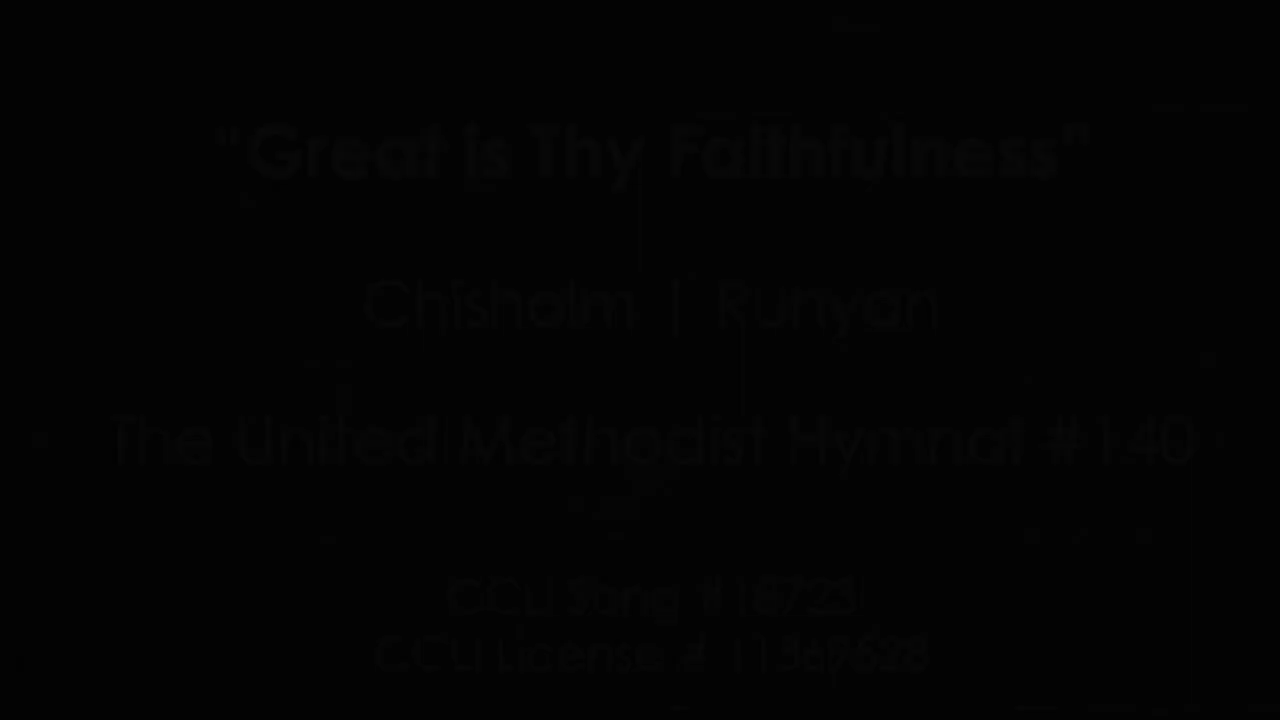 "Great is Thy Faithfulness"
Chisholm | Runyan
The United Methodist Hymnal #140
CCLI Song # 18723
CCLI License #